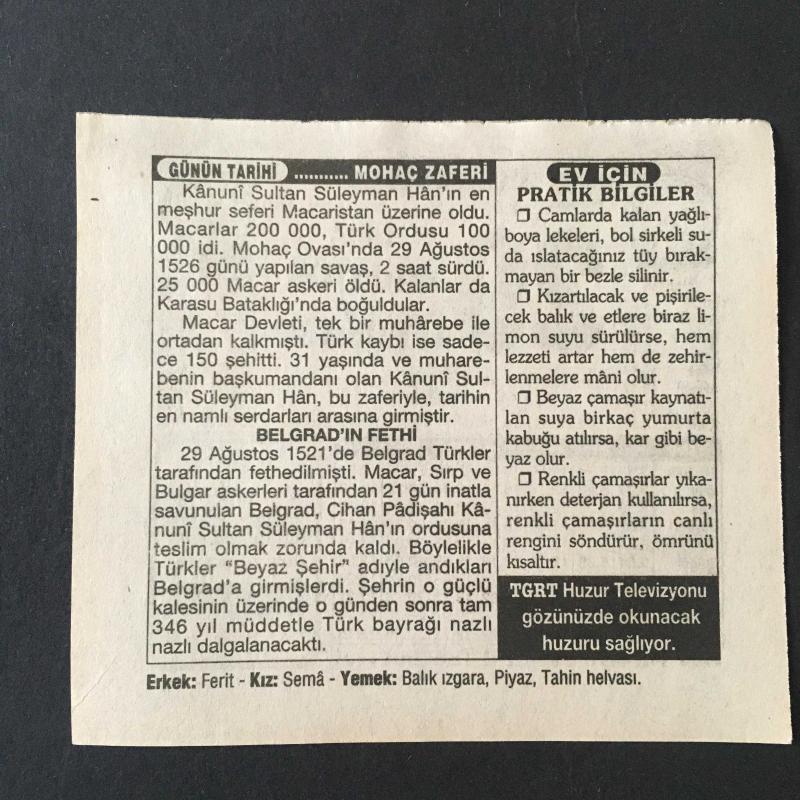 GÜNÜN TARİHİ ........... MOHAÇ ZAFERİ
Kânunî Sultan Süleyman Hân'ın en
meşhur seferi Macaristan üzerine oldu.
Macarlar 200 000, Türk Ordusu 100
000 idi. Mohaç Ovası'nda 29 Ağustos
1526 günü yapılan savaş, 2 saat sürdü.
25 000 Macar askeri öldü. Kalanlar da
Karasu Bataklığı'nda boğuldular.
Macar Devleti, tek bir muhârebe ile
ortadan kalkmıştı. Türk kaybı ise sade-
ce 150 şehitti. 31 yaşında ve muhare-
benin başkumandanı olan Kânunî Sul-
tan Süleyman Hân, bu zaferiyle, tarihin
en namlı serdarları arasına girmiştir.
BELGRAD'IN FETHİ
29 Ağustos 1521'de Belgrad Türkler
tarafından fethedilmişti. Macar, Sırp ve
Bulgar askerleri tarafından 21 gün inatla
savunulan Belgrad, Cihan Pâdişahı Kâ-
nunî Sultan Süleyman Hân'ın ordusuna
teslim olmak zorunda kaldı. Böylelikle
Türkler "Beyaz Şehir" adıyle andıkları
Belgrad'a girmişlerdi. Şehrin o güçlü
kalesinin üzerinde o günden sonra tam
346 yıl müddetle Türk bayrağı nazlı
nazlı dalgalanacaktı.
EV İÇİN
PRATİK BİLGİLER
❒ Camlarda kalan yağlı-
boya lekeleri, bol sirkeli su-
da ıslatacağınız tüy bırak-
mayan bir bezle silinir.
❒ Kızartılacak ve pişirile-
cek balık ve etlere biraz li-
mon suyu sürülürse, hem
lezzeti artar hem de zehir-
lenmelere mâni olur.
❒ Beyaz çamaşır kaynatı-
lan suya birkaç yumurta
kabuğu atılırsa, kar gibi be-
yaz olur.
❒ Renkli çamaşırlar yıka-
nırken deterjan kullanılırsa,
renkli çamaşırların canlı
rengini söndürür, ömrünü
kısaltır.
TGRT Huzur Televizyonu
gözünüzde okunacak
huzuru sağlıyor.
Erkek: Ferit - Kız: Semâ - Yemek: Balık ızgara, Piyaz, Tahin helvası.